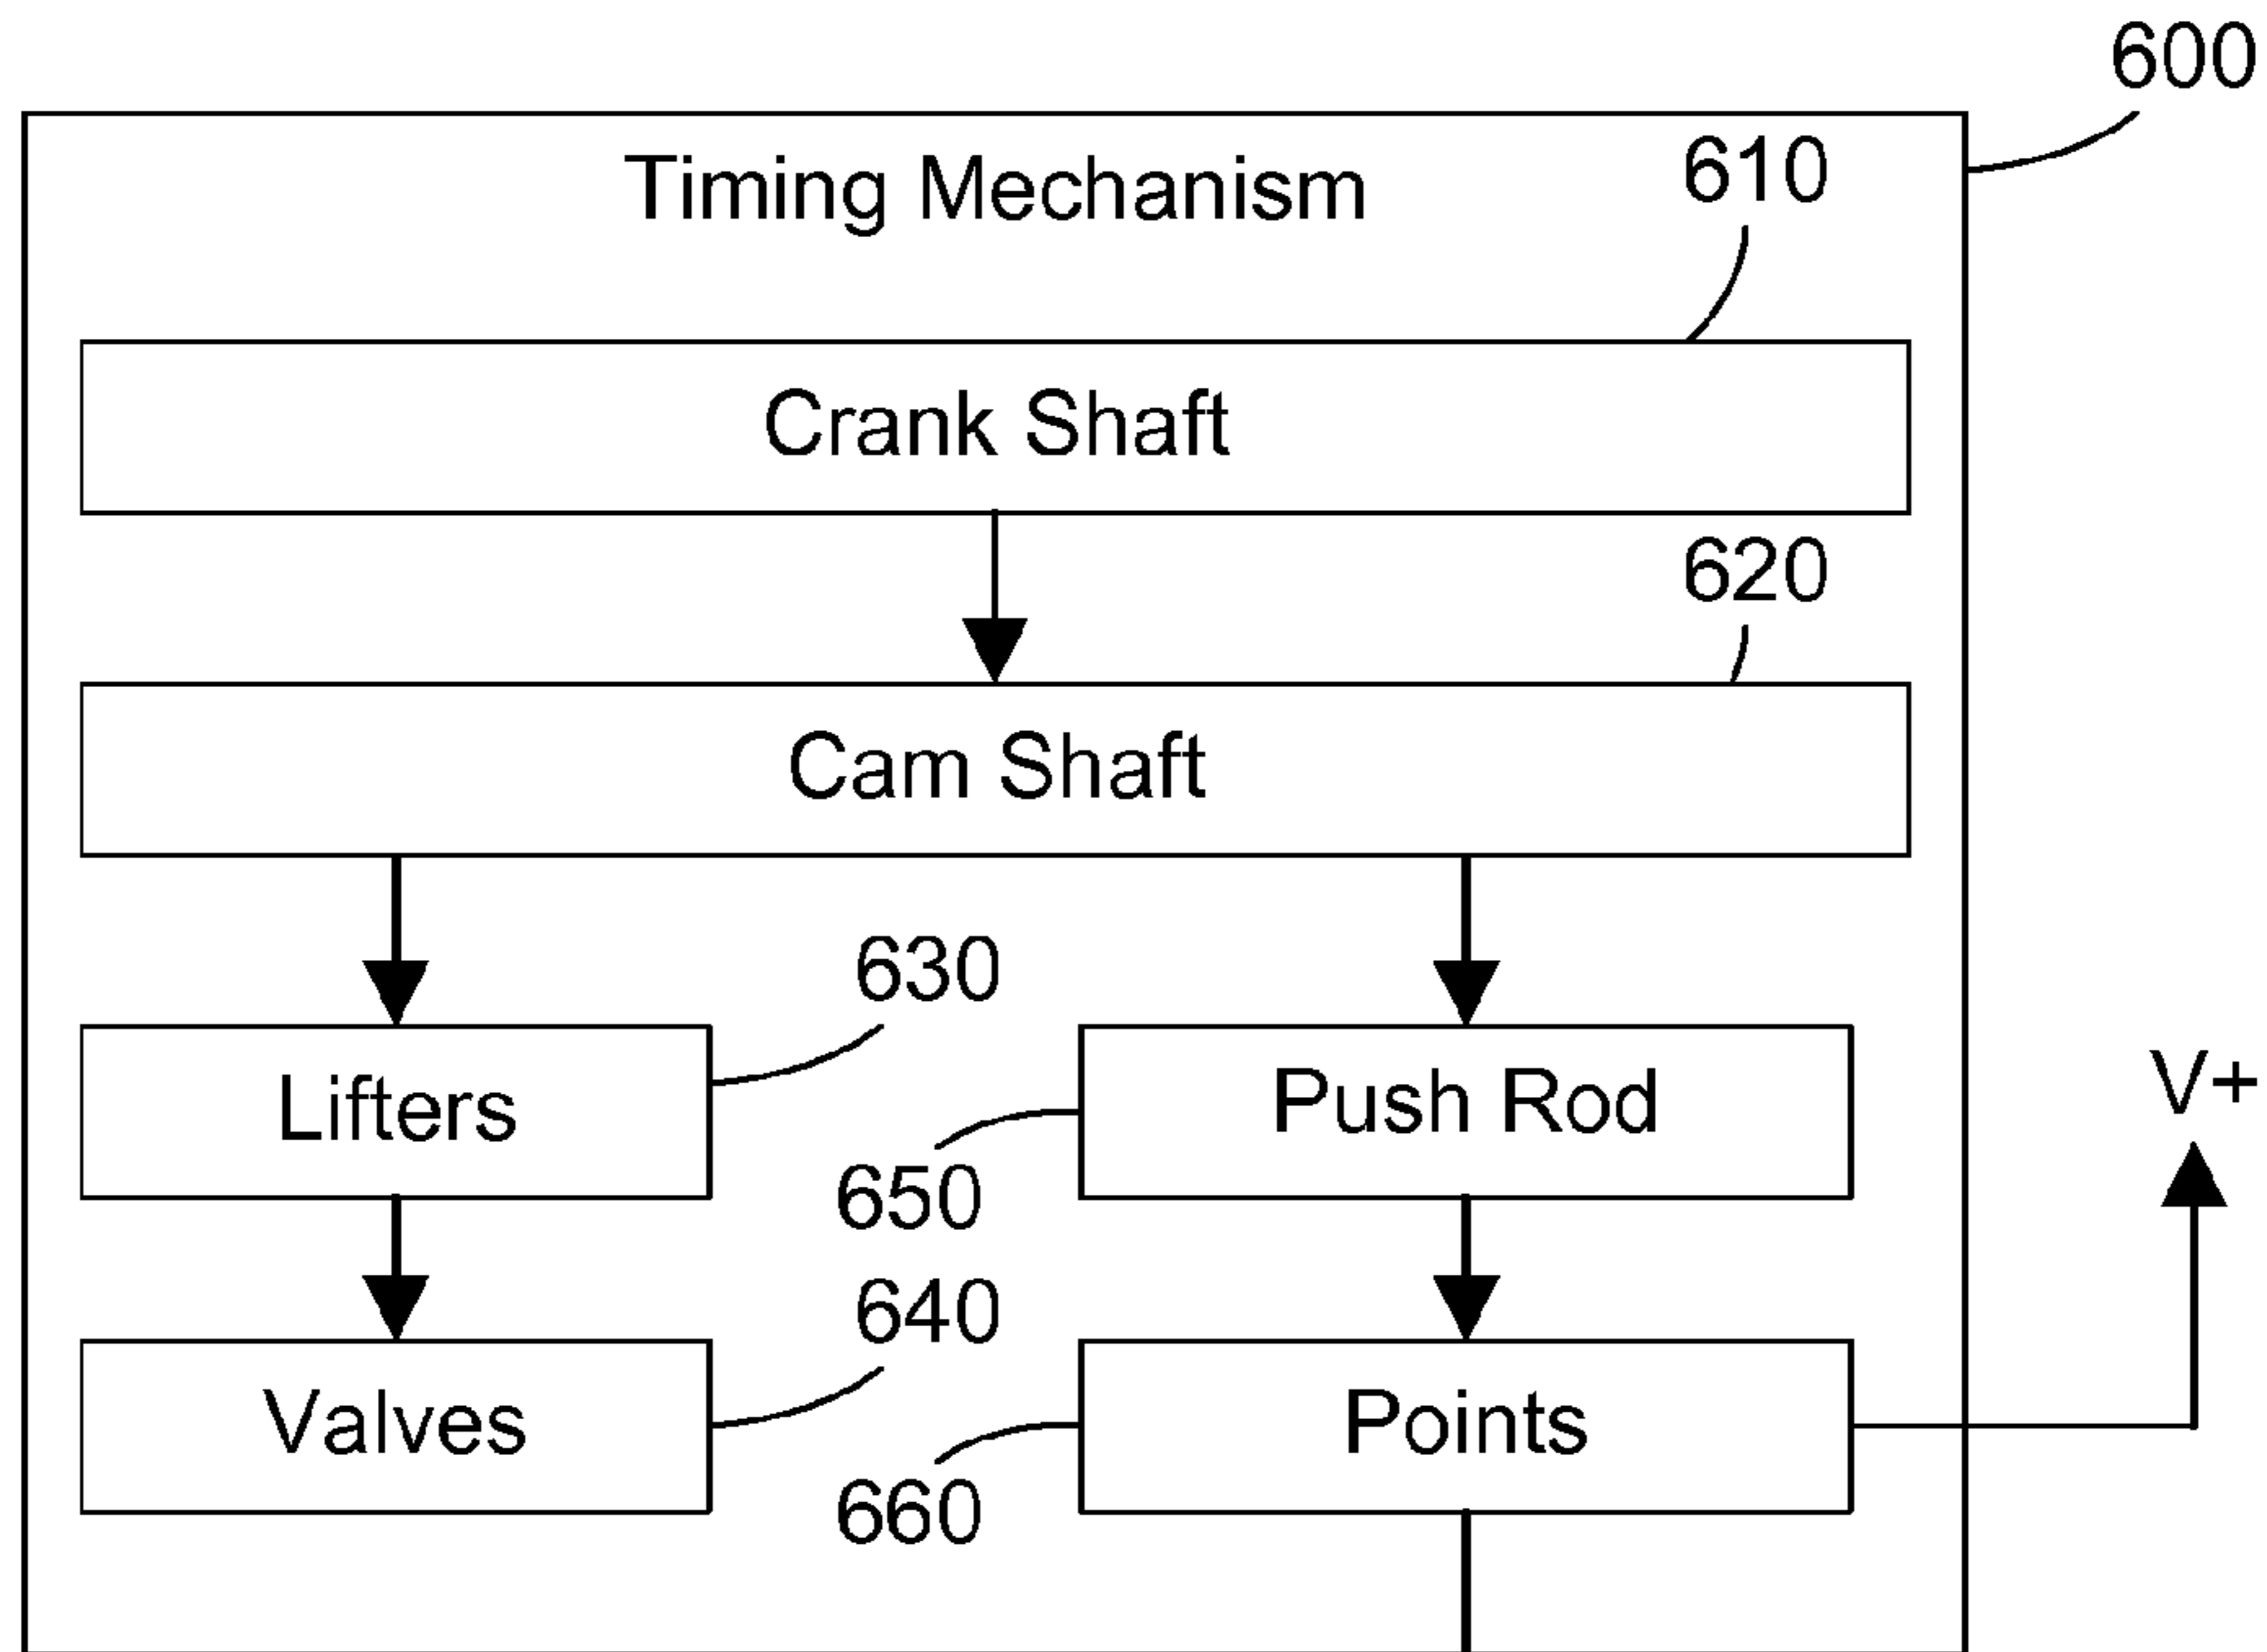 600
Timing Mechanism
610
Crank Shaft
620
Cam Shaft
630
Lifters
Push Rod
V+
650
640
Valves
Points
660